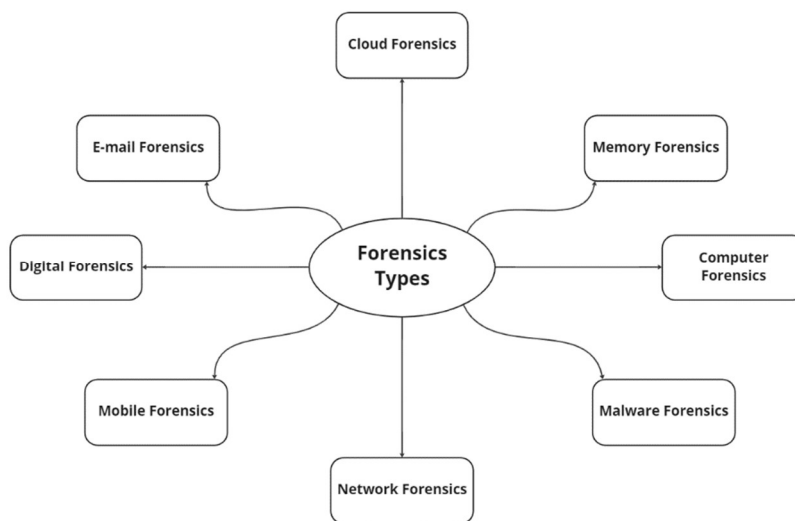 Cloud Forensics
E-mail Forensics
Memory Forensics
Forensics
Types
Digital Forensics
Computer
Forensics
Mobile Forensics
Malware Forensics
Network Forensics